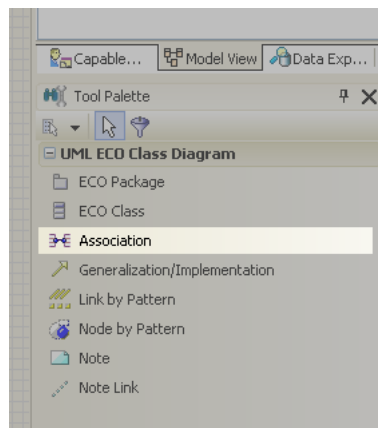 Capable... Model View Data Exp...
Tool Palette
UML ECO Class Diagram
ECO Package
ECO Class
Association
Generalization/Implementation
Link by Pattern
Node by Pattern
Note
Note Link